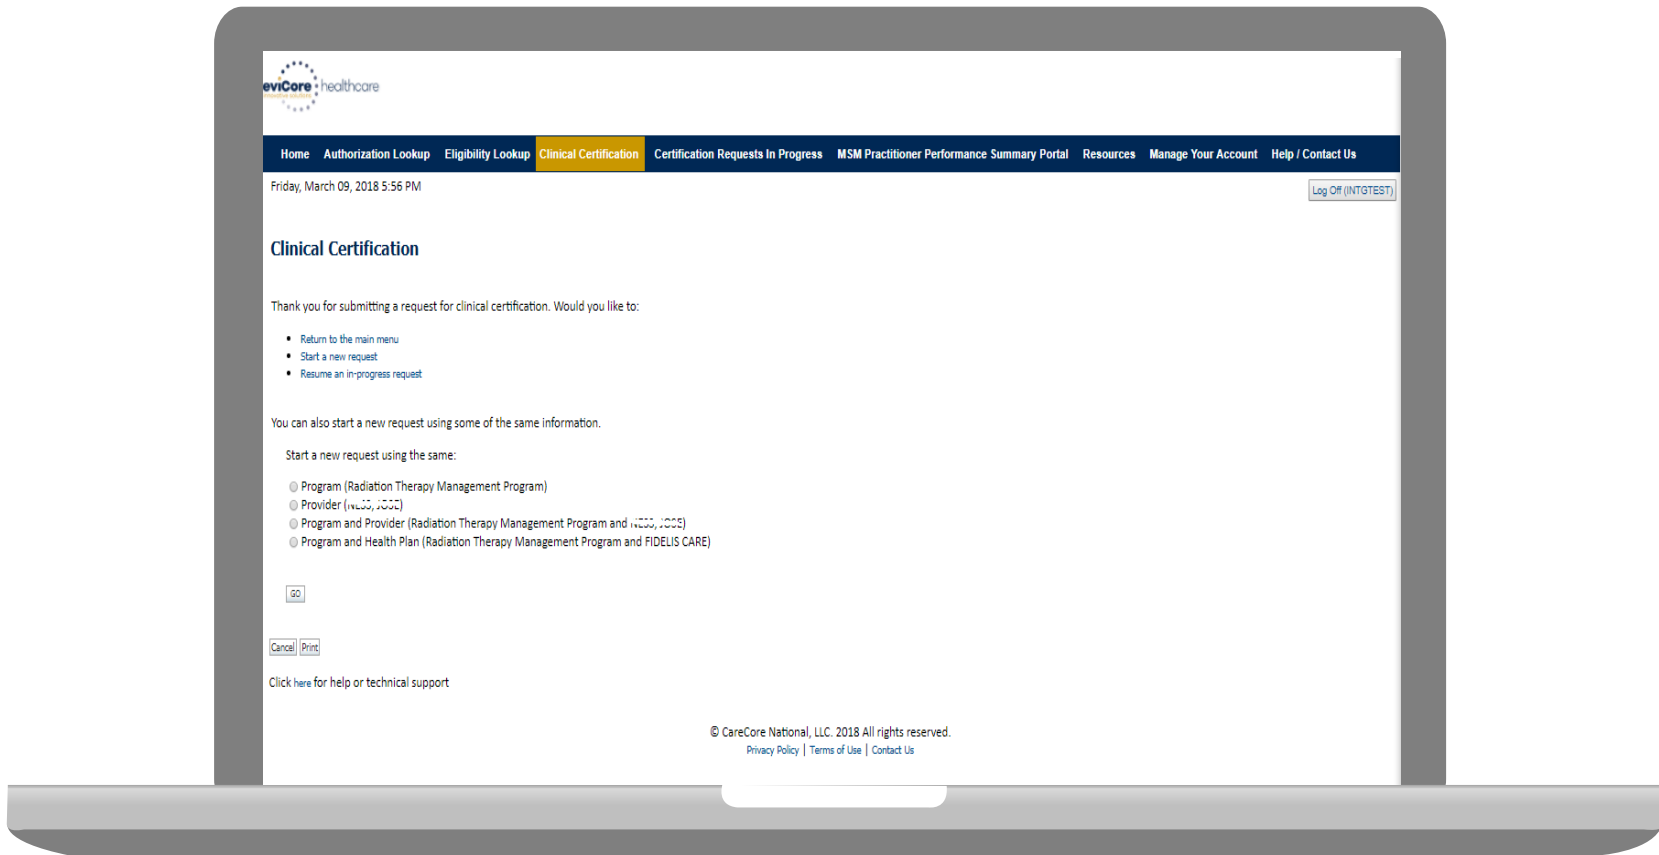 eviCore healthcare
innovative solutions
Home Authorization Lookup Eligibility Lookup Clinical Certification Certification Requests In Progress MSM Practitioner Performance Summary Portal Resources Manage Your Account Help / Contact Us
Friday, March 09, 2018 5:56 PM
Log Off (INTGTEST)
Clinical Certification
Thank you for submitting a request for clinical certification. Would you like to:
• Return to the main menu
• Start a new request
• Resume an in-progress request
You can also start a new request using some of the same information.
Start a new request using the same:
Program (Radiation Therapy Management Program)
Provider (
Program and Provider (Radiation Therapy Management Program and
Program and Health Plan (Radiation Therapy Management Program and FIDELIS CARE)
GO
Cancel Print
Click here for help or technical support
© CareCore National, LLC. 2018 All rights reserved.
Privacy Policy | Terms of Use | Contact Us